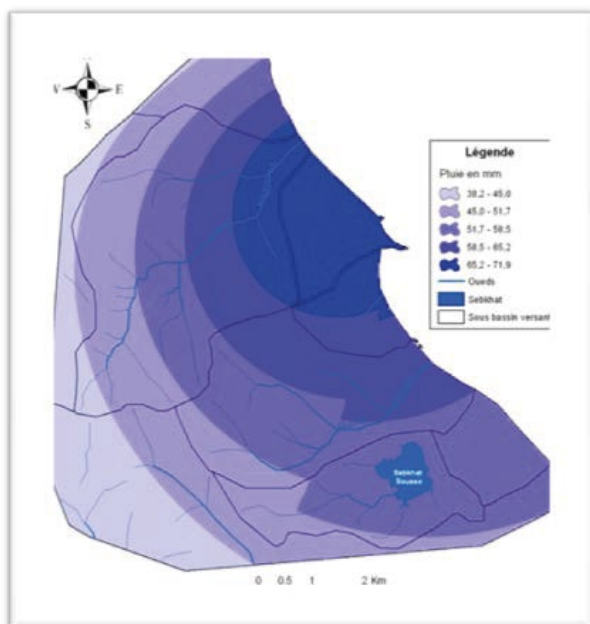 V
E
S
Légende
Pluie en mm
38,2 - 45,0
45,0 - 51,7
51,7 - 58,5
58,5 - 65,2
65,2 - 71,9
Oueds
Sebkhat
Sous bassin versant
Sebkhat
Sousse
0 0.5 1 2 Km